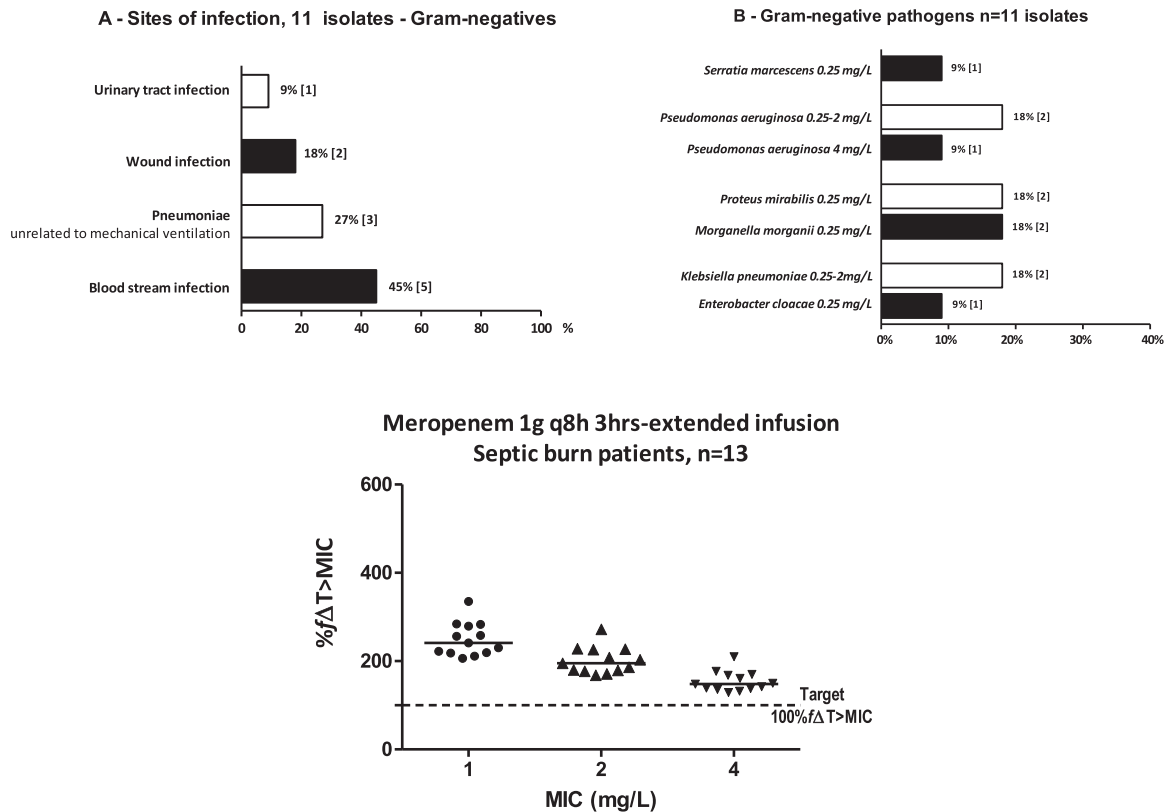 A - Sites of infection, 11 isolates - Gram-negatives
Urinary tract infection
9% [1]
Wound infection
18% [2]
Pneumoniae
unrelated to mechanical ventilation
27% [3]
Blood stream infection
45% [5]
0 20 40 60 80 100 %
B - Gram-negative pathogens n=11 isolates
Serratia marcescens 0.25 mg/L
9% [1]
Pseudomonas aeruginosa 0.25-2 mg/L
18% [2]
Pseudomonas aeruginosa 4 mg/L
9% [1]
Proteus mirabilis 0.25 mg/L
18% [2]
Morganella morganii 0.25 mg/L
18% [2]
Klebsiella pneumoniae 0.25-2mg/L
18% [2]
Enterobacter cloacae 0.25 mg/L
9% [1]
0% 10% 20% 30% 40%
Meropenem 1g q8h 3hrs-extended infusion
Septic burn patients, n=13
%fΔT>MIC
600
400
200
0
Target
100%fΔT>MIC
1 2 4
MIC (mg/L)